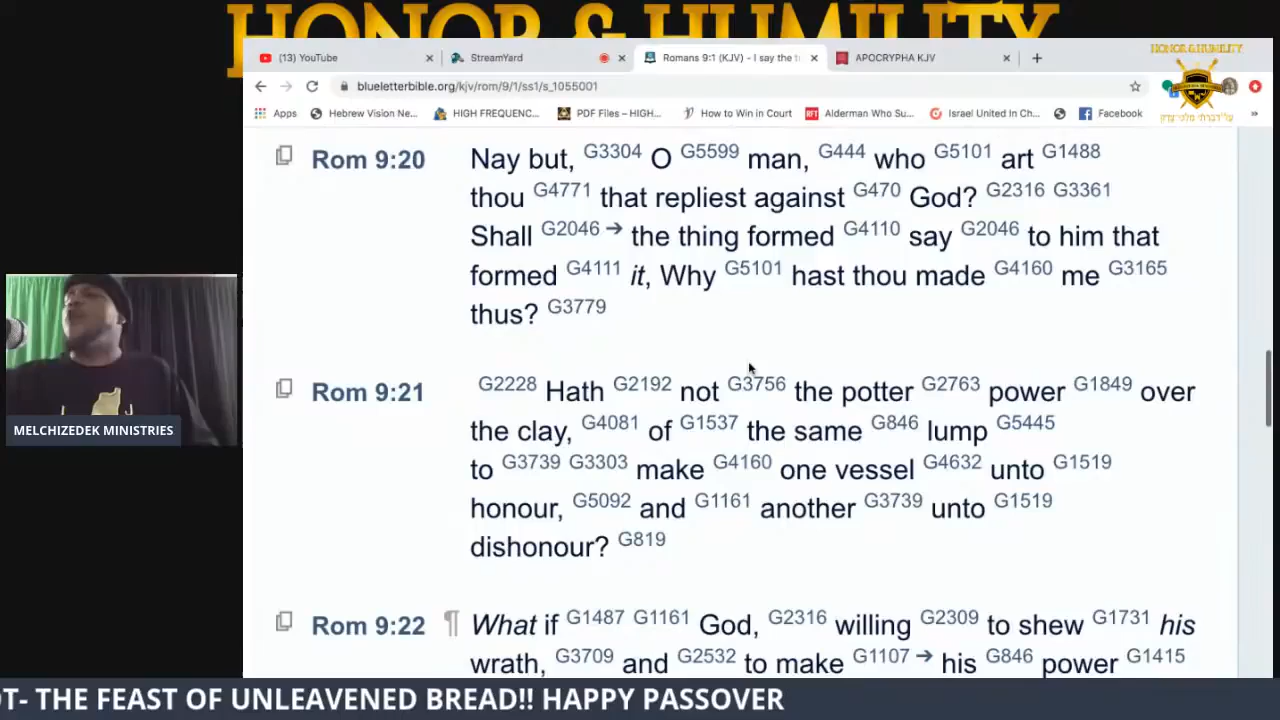 HONOR & HUMILITY
(13) YouTube
StreamYard
Romans 9:1 (KJV) - I say the t
APOCRYPHA KJV
HONOR & HUMILITY
blueletterbible.org/kjv/rom/9/1/ss1/s_1055001
Apps
Hebrew Vision Ne...
HIGH FREQUENC...
PDF Files – HIGH...
How to Win in Court
Alderman Who Su...
Israel United In Ch...
Facebook
Rom 9:20
Nay but, G3304 O G5599 man, G444 who G5101 art G1488
thou G4771 that repliest against G470 God? G2316 G3361
Shall G2046 → the thing formed G4110 say G2046 to him that
formed G4111 it, Why G5101 hast thou made G4160 me G3165
thus? G3779
Rom 9:21
G2228 Hath G2192 not G3756 the potter G2763 power G1849 over
the clay, G4081 of G1537 the same G846 lump G5445
to G3739 G3303 make G4160 one vessel G4632 unto G1519
honour, G5092 and G1161 another G3739 unto G1519
dishonour? G819
Rom 9:22
¶ What if G1487 G1161 God, G2316 willing G2309 to shew G1731 his
wrath, G3709 and G2532 to make G1107 → his G846 power G1415
MELCHIZEDEK MINISTRIES
OT- THE FEAST OF UNLEAVENED BREAD!! HAPPY PASSOVER